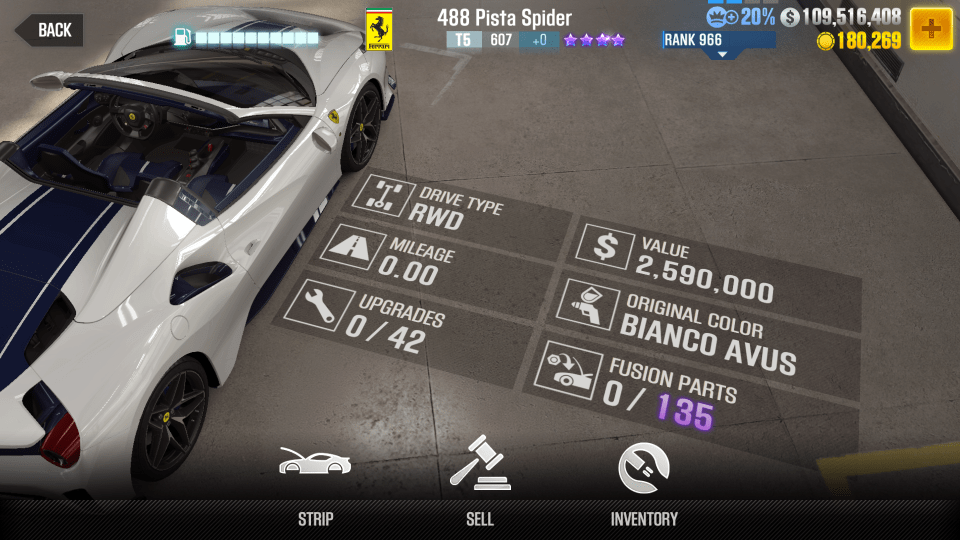 BACK
Ferrari
488 Pista Spider
T5 607 +0
20%
$ 109,516,408
RANK 966
180,269
+
DRIVE TYPE
RWD
MILEAGE
0.00
UPGRADES
0 / 42
$
VALUE
2,590,000
ORIGINAL COLOR
BIANCO AVUS
FUSION PARTS
0 / 135
STRIP
SELL
INVENTORY